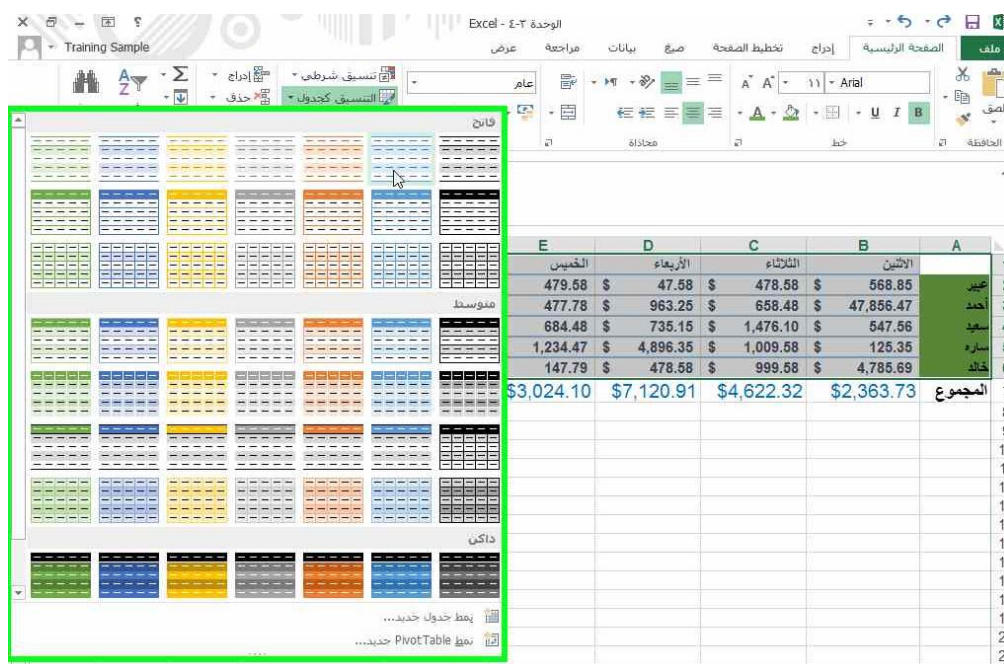 الوحدة ٣-٤ - Excel
ملف الصفحة الرئيسية إدراج تخطيط الصفحة صيغ بيانات مراجعة عرض Training Sample
Arial ١١ عام تنسيق شرطي إدراج
التنسيق كجدول حذف
B I U
الحافظة خط محاذاة
فاتح
متوسط
داكن
نمط جدول جديد...
نمط PivotTable جديد...
A B C D E
الاثنين الثلاثاء الأربعاء الخميس
عبير 568.85 $ 478.58 $ 47.58 $ 479.58
أحمد 47,856.47 $ 658.48 $ 963.25 $ 477.78
سعيد 547.56 $ 1,476.10 $ 735.15 $ 684.48
ساره 125.35 $ 1,009.58 $ 4,896.35 $ 1,234.47
خالد 4,785.69 $ 999.58 $ 478.58 $ 147.79
المجموع $2,363.73 $4,622.32 $7,120.91 $3,024.10